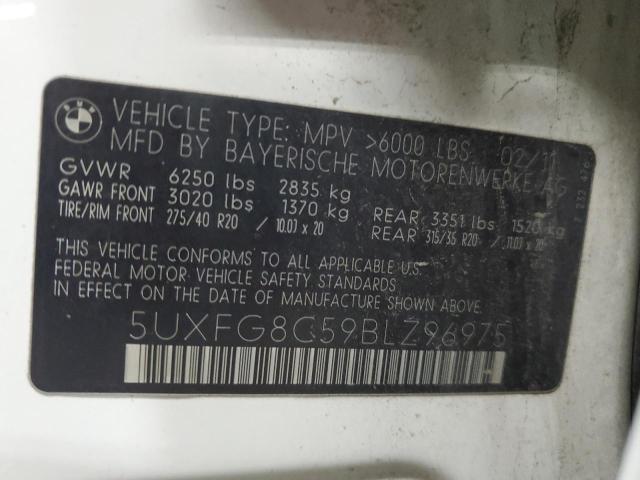 BMW
VEHICLE TYPE: MPV >6000 LBS 02/11
MFD BY BAYERISCHE MOTORENWERKE AG
GVWR 6250 lbs 2835 kg
GAWR FRONT 3020 lbs 1370 kg REAR 3351 lbs 1520 kg
TIRE/RIM FRONT 275/40 R20 / 10.0J x 20 REAR 315/35 R20 / 11.0J x 20
THIS VEHICLE CONFORMS TO ALL APPLICABLE U.S.
FEDERAL MOTOR VEHICLE SAFETY STANDARDS
IN EFFECT ON THE DATE OF MANUFACTURE SHOWN ABOVE.
5UXFG8C59BLZ96975